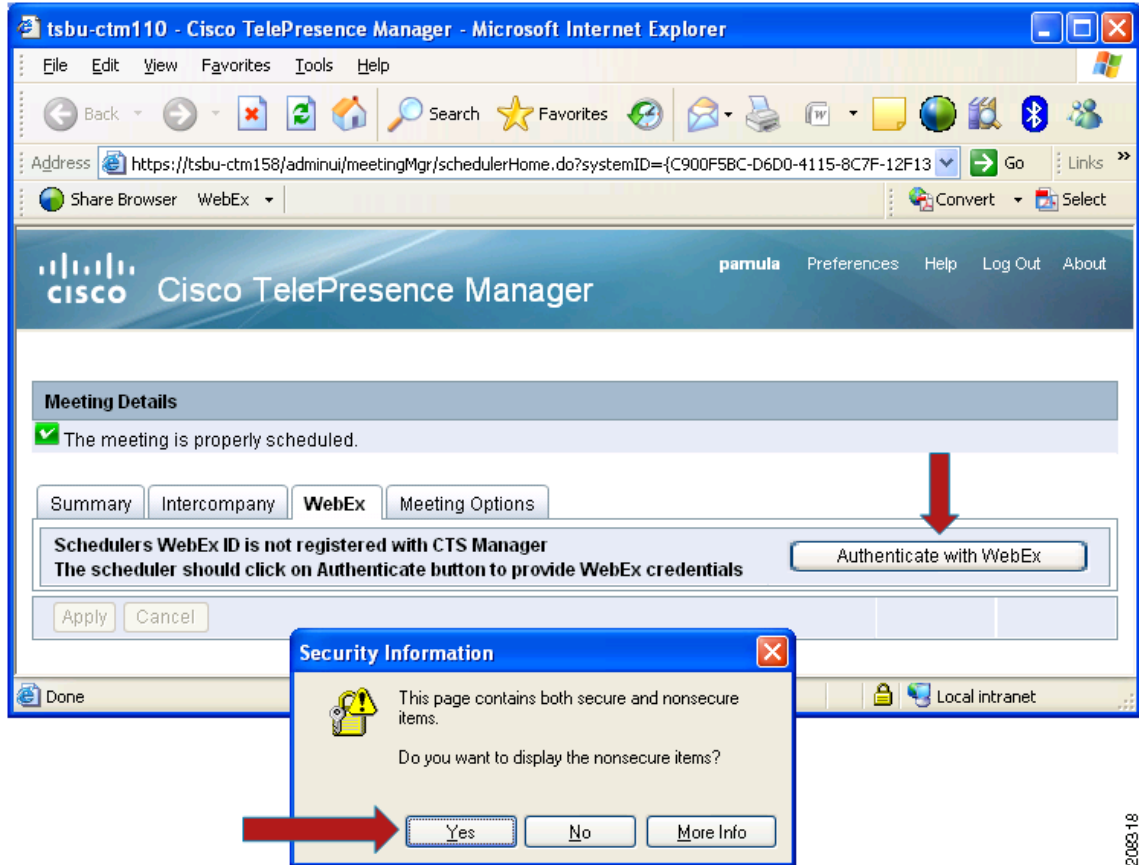 tsbu-ctm110 - Cisco TelePresence Manager - Microsoft Internet Explorer
File Edit View Favorites Tools Help
Back Search Favorites
Address https://tsbu-ctm158/adminui/meetingMgr/schedulerHome.do?systemID={C900F5BC-D6D0-4115-8C7F-12F13 Go Links »
Share Browser WebEx Convert Select
CISCO Cisco TelePresence Manager
pamula Preferences Help Log Out About
Meeting Details
The meeting is properly scheduled.
Summary Intercompany WebEx Meeting Options
Schedulers WebEx ID is not registered with CTS Manager
The scheduler should click on Authenticate button to provide WebEx credentials
Authenticate with WebEx
Apply Cancel
Security Information
This page contains both secure and nonsecure
items.
Do you want to display the nonsecure items?
Yes No More Info
Done Local intranet
208318